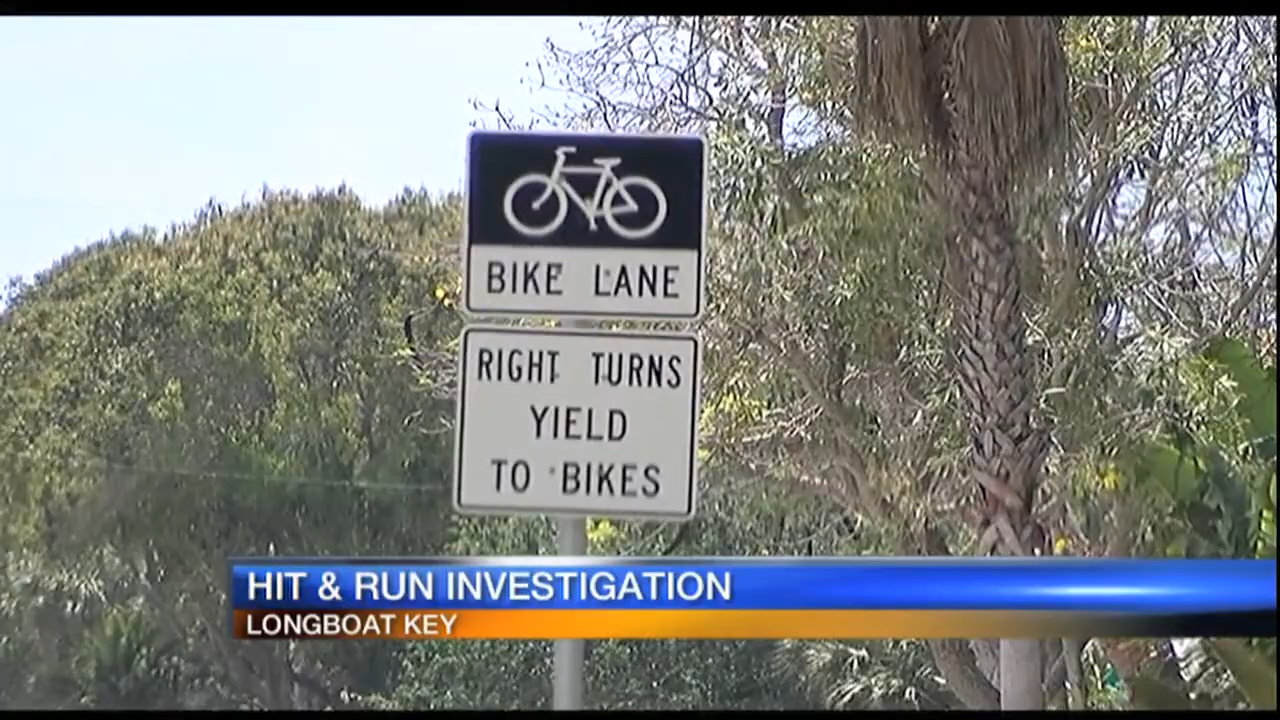 BIKE LANE
RIGHT TURNS
YIELD
TO BIKES
HIT & RUN INVESTIGATION
LONGBOAT KEY